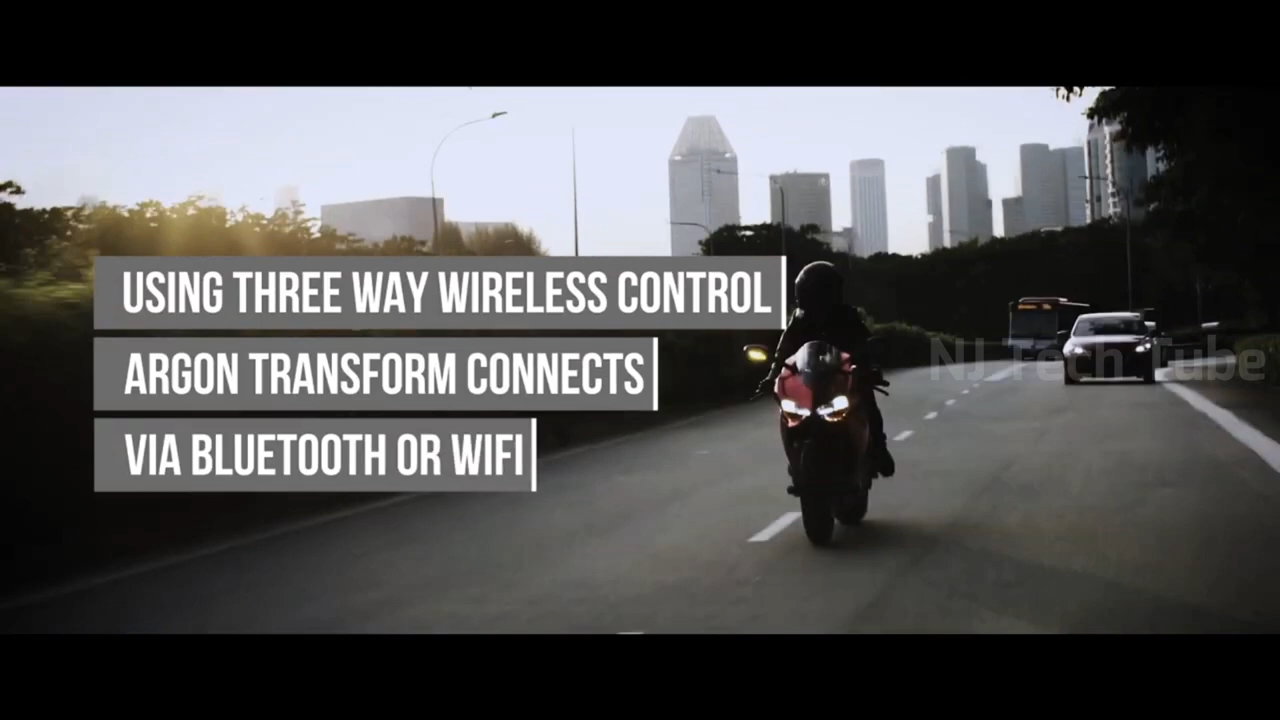 USING THREE WAY WIRELESS CONTROL
ARGON TRANSFORM CONNECTS
VIA BLUETOOTH OR WIFI
NJ Tech Tube